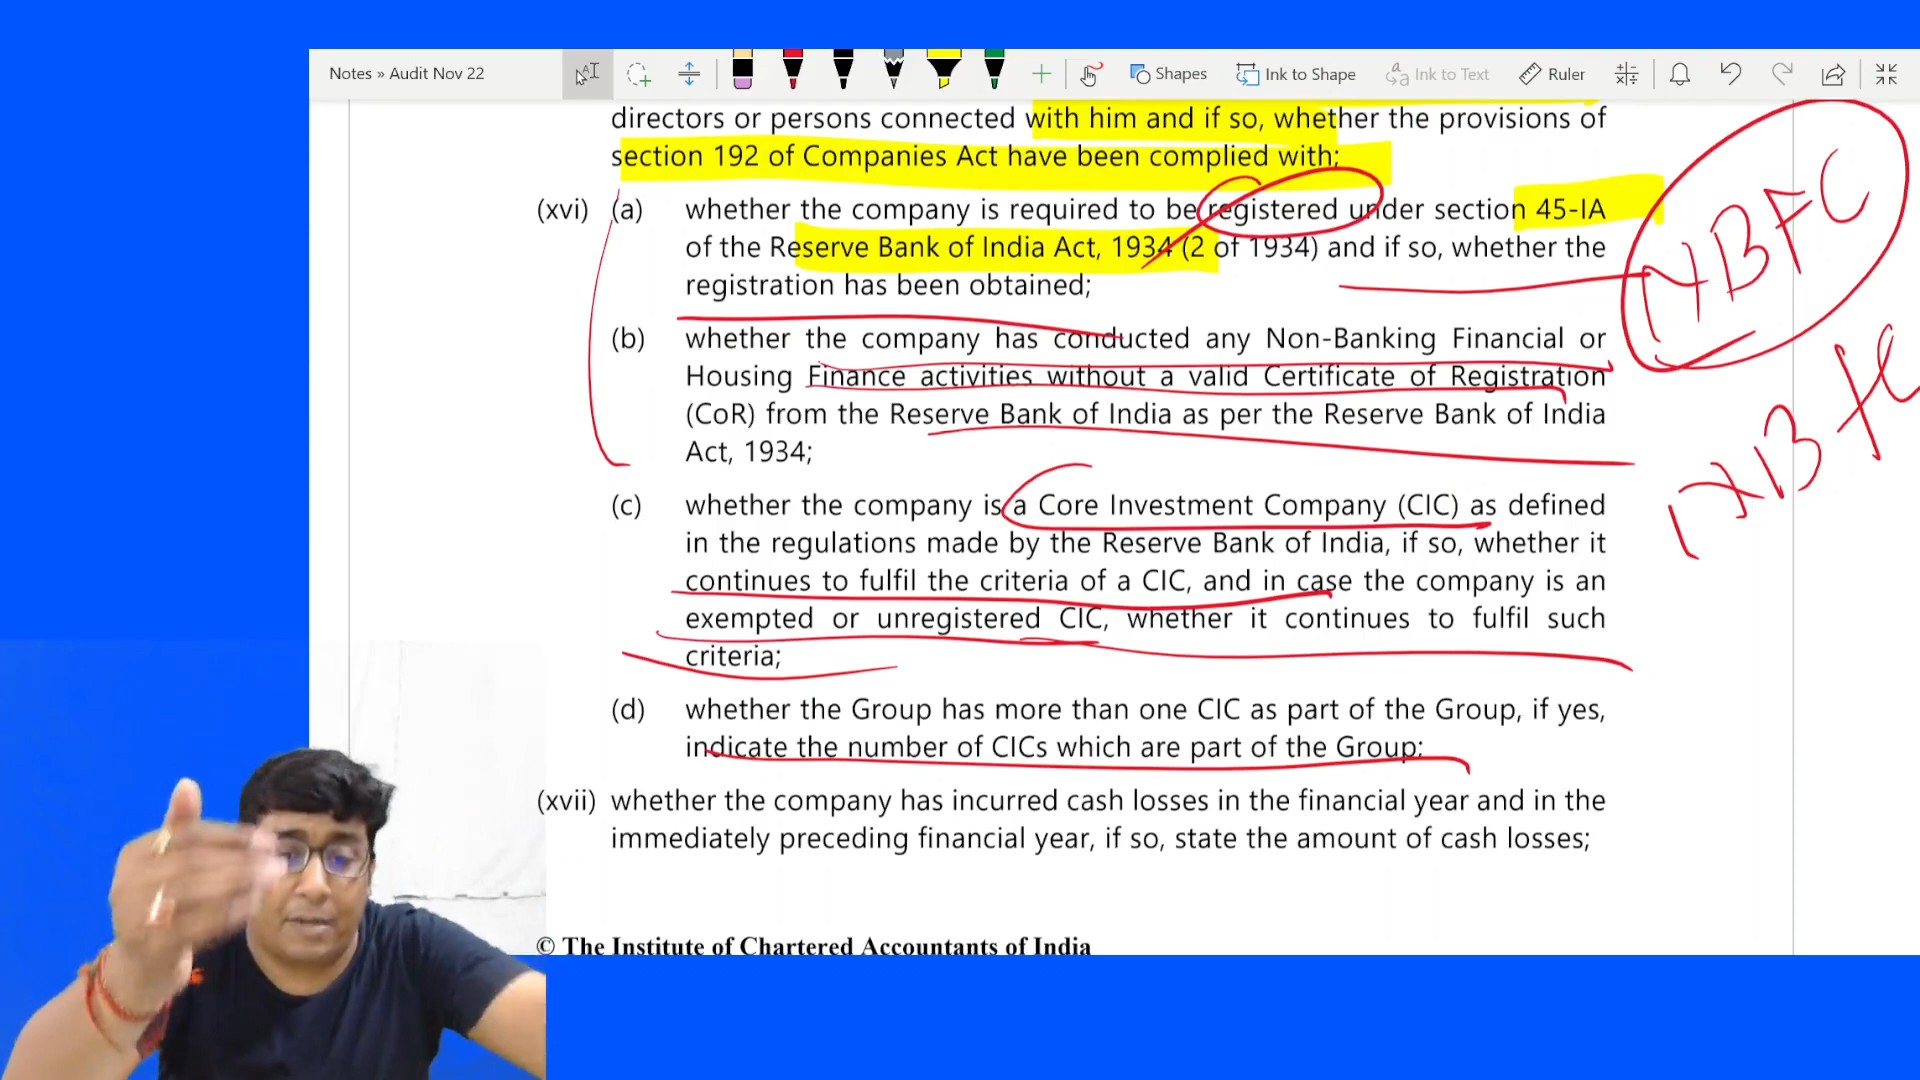 Notes » Audit Nov 22
Shapes
Ink to Shape
Ink to Text
Ruler
directors or persons connected with him and if so, whether the provisions of
section 192 of Companies Act have been complied with;
(xvi) (a) whether the company is required to be registered under section 45-IA
of the Reserve Bank of India Act, 1934 (2 of 1934) and if so, whether the
registration has been obtained;
NBFC
(b) whether the company has conducted any Non-Banking Financial or
Housing Finance activities without a valid Certificate of Registration
(CoR) from the Reserve Bank of India as per the Reserve Bank of India
Act, 1934;
NBFC
(c) whether the company is a Core Investment Company (CIC) as defined
in the regulations made by the Reserve Bank of India, if so, whether it
continues to fulfil the criteria of a CIC, and in case the company is an
exempted or unregistered CIC, whether it continues to fulfil such
criteria;
(d) whether the Group has more than one CIC as part of the Group, if yes,
indicate the number of CICs which are part of the Group;
(xvii) whether the company has incurred cash losses in the financial year and in the
immediately preceding financial year, if so, state the amount of cash losses;
© The Institute of Chartered Accountants of India